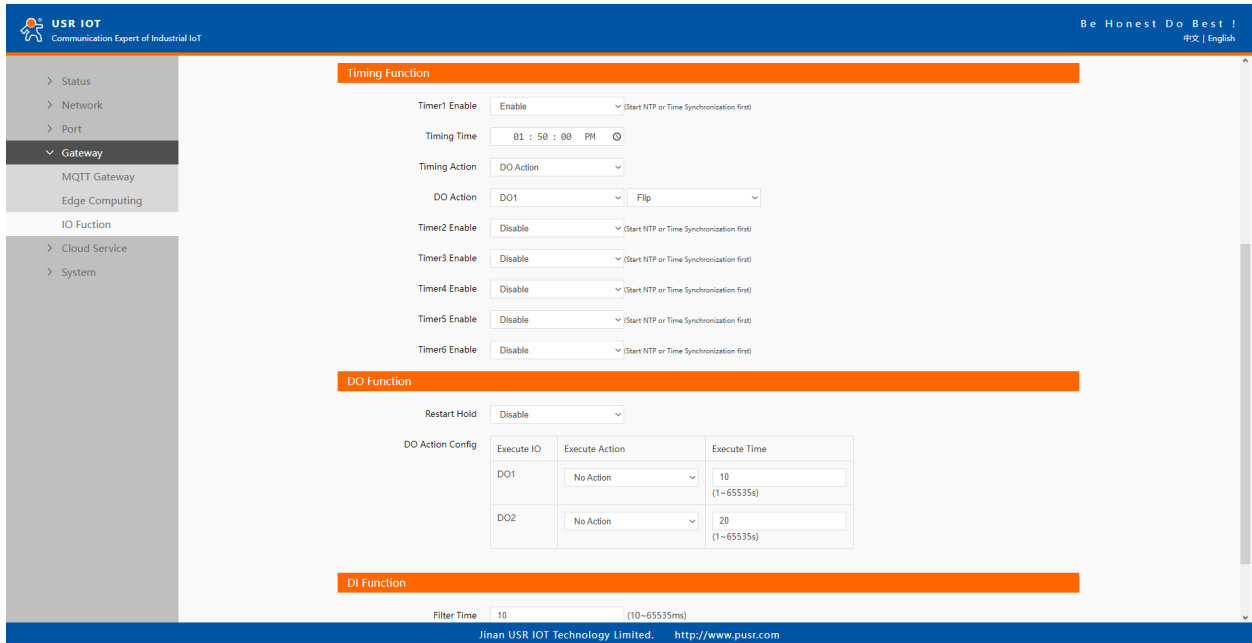 USR IOT
Communication Expert of Industrial IoT
Be Honest Do Best !
中文 | English
Status
Network
Port
Gateway
MQTT Gateway
Edge Computing
IO Fuction
Cloud Service
System
Timing Function
Timer1 Enable Enable (Start NTP or Time Synchronization first)
Timing Time 01 : 50 : 00 PM
Timing Action DO Action
DO Action DO1 Flip
Timer2 Enable Disable (Start NTP or Time Synchronization first)
Timer3 Enable Disable (Start NTP or Time Synchronization first)
Timer4 Enable Disable (Start NTP or Time Synchronization first)
Timer5 Enable Disable (Start NTP or Time Synchronization first)
Timer6 Enable Disable (Start NTP or Time Synchronization first)
DO Function
Restart Hold Disable
DO Action Config Execute IO Execute Action Execute Time
DO1 No Action 10
(1~65535s)
DO2 No Action 20
(1~65535s)
DI Function
Filter Time 10 (10~65535ms)
Jinan USR IOT Technology Limited. http://www.pusr.com